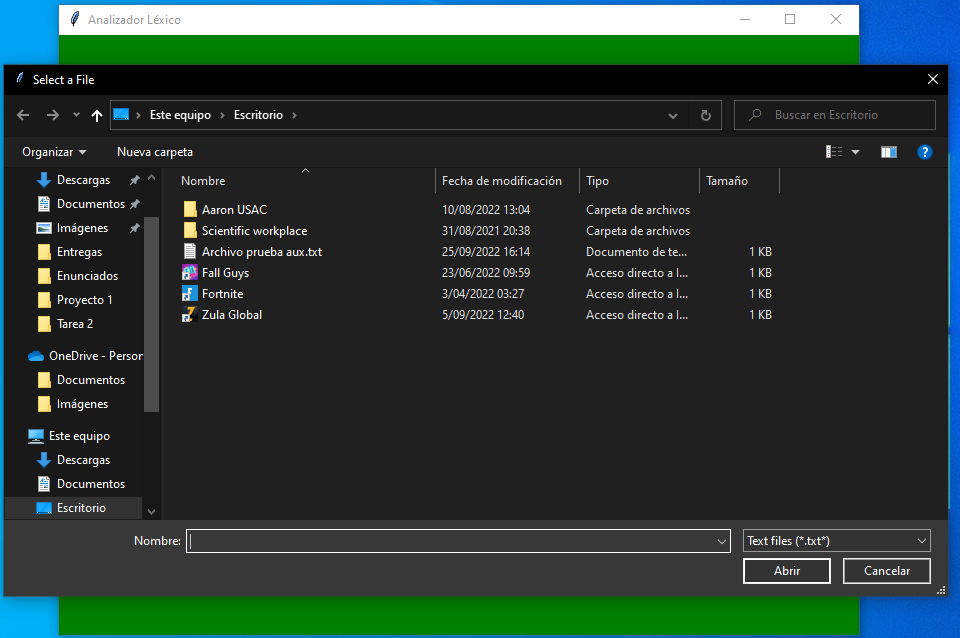 Analizador Léxico
Select a File
Este equipo > Escritorio >
Buscar en Escritorio
Organizar
Nueva carpeta
?
Descargas
Documentos
Imágenes
Entregas
Enunciados
Proyecto 1
Tarea 2
OneDrive - Person
Documentos
Imágenes
Este equipo
Descargas
Documentos
Escritorio
Nombre Fecha de modificación Tipo Tamaño
Aaron USAC 10/08/2022 13:04 Carpeta de archivos
Scientific workplace 31/08/2021 20:38 Carpeta de archivos
Archivo prueba aux.txt 25/09/2022 16:14 Documento de te... 1 KB
Fall Guys 23/06/2022 09:59 Acceso directo a I... 1 KB
Fortnite 3/04/2022 03:27 Acceso directo a I... 1 KB
Zula Global 5/09/2022 12:40 Acceso directo a I... 1 KB
Nombre:
Text files (*.txt*)
Abrir
Cancelar